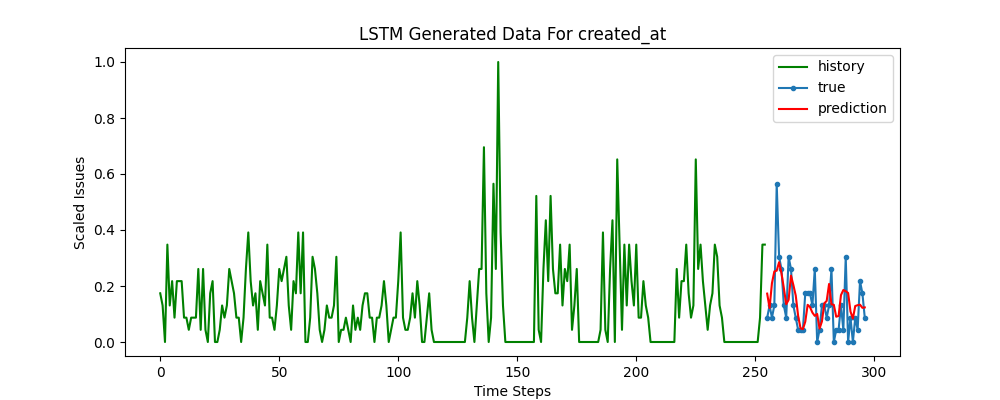 LSTM Generated Data For created_at
1.0
0.8
0.6
0.4
0.2
0.0
Scaled Issues
history
true
prediction
0 50 100 150 200 250 300
Time Steps